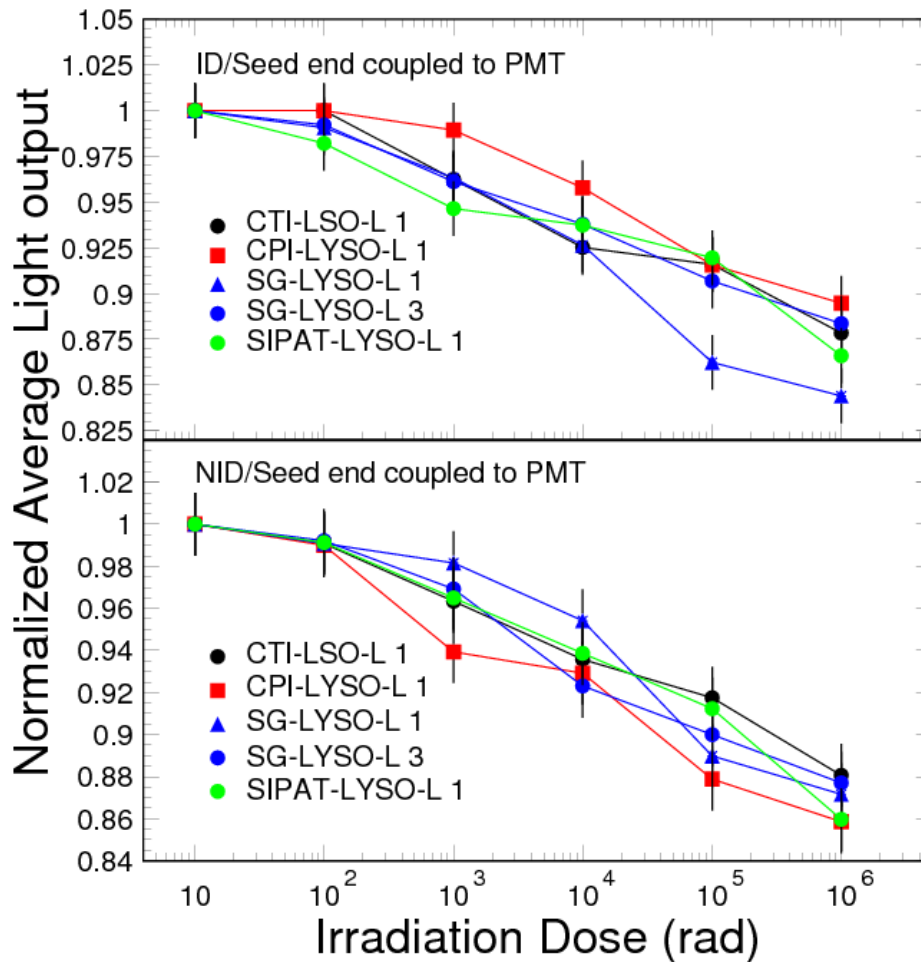 Normalized Average Light output
1.05
1.025
1
0.975
0.95
0.925
0.9
0.875
0.85
0.825
ID/Seed end coupled to PMT
CTI-LSO-L 1
CPI-LYSO-L 1
SG-LYSO-L 1
SG-LYSO-L 3
SIPAT-LYSO-L 1
1.02
1
0.98
0.96
0.94
0.92
0.9
0.88
0.86
0.84
NID/Seed end coupled to PMT
CTI-LSO-L 1
CPI-LYSO-L 1
SG-LYSO-L 1
SG-LYSO-L 3
SIPAT-LYSO-L 1
10 10² 10³ 10⁴ 10⁵ 10⁶
Irradiation Dose (rad)